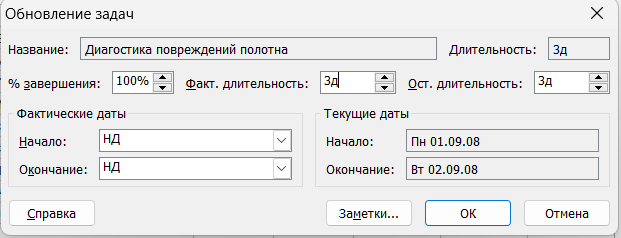 Обновление задач
Название: Диагостика повреждений полотна Длительность: 3д
% завершения: 100% Факт. длительность: 3д Ост. длительность: 3д
Фактические даты Текущие даты
Начало: НД Начало: Пн 01.09.08
Окончание: НД Окончание: Вт 02.09.08
Справка Заметки... ОК Отмена